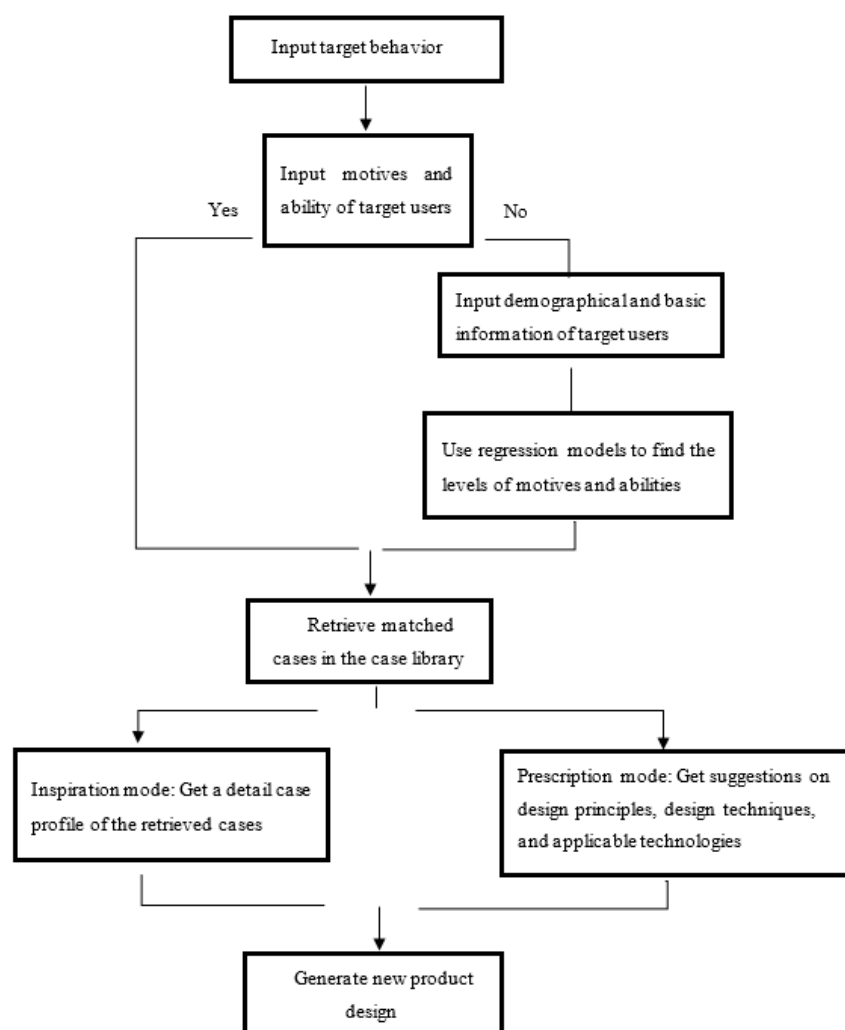 Input target behavior
Input motives and
ability of target users
Yes
No
Input demographical and basic
information of target users
Use regression models to find the
levels of motives and abilities
Retrieve matched
cases in the case library
Inspiration mode: Get a detail case
profile of the retrieved cases
Prescription mode: Get suggestions on
design principles, design techniques,
and applicable technologies
Generate new product
design